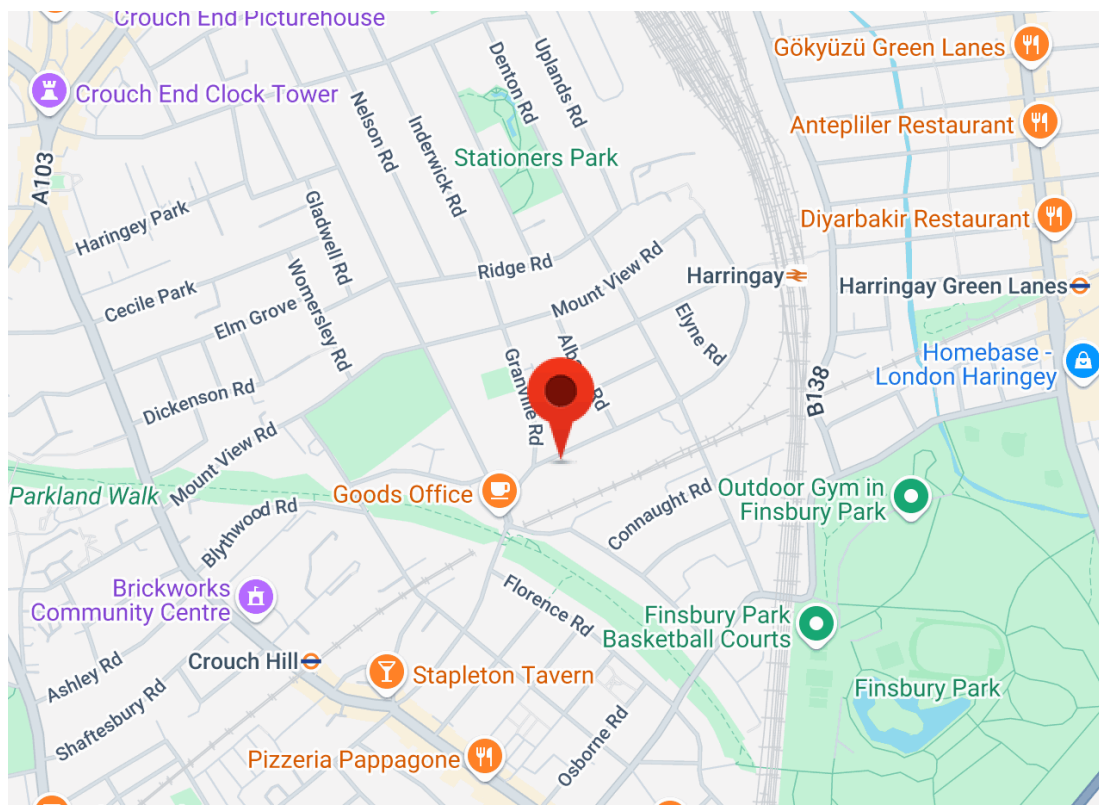 Crouch End Picturehouse
Crouch End Clock Tower
A103
Haringey Park
Cecile Park
Elm Grove
Dickenson Rd
Mount View Rd
Gladwell Rd
Womersley Rd
Nelson Rd
Inderwick Rd
Denton Rd
Uplands Rd
Stationers Park
Ridge Rd
Mount View Rd
Granville Rd
Elyne Rd
Harringay
B138
Gökyüzü Green Lanes
Antepliler Restaurant
Diyarbakir Restaurant
Harringay Green Lanes
Homebase -
London Haringey
Parkland Walk
Goods Office
Blythwood Rd
Connaught Rd
Outdoor Gym in
Finsbury Park
Brickworks
Community Centre
Florence Rd
Finsbury Park
Basketball Courts
Crouch Hill
Ashley Rd
Shaftesbury Rd
Stapleton Tavern
Finsbury Park
Pizzeria Pappagone
Osborne Rd